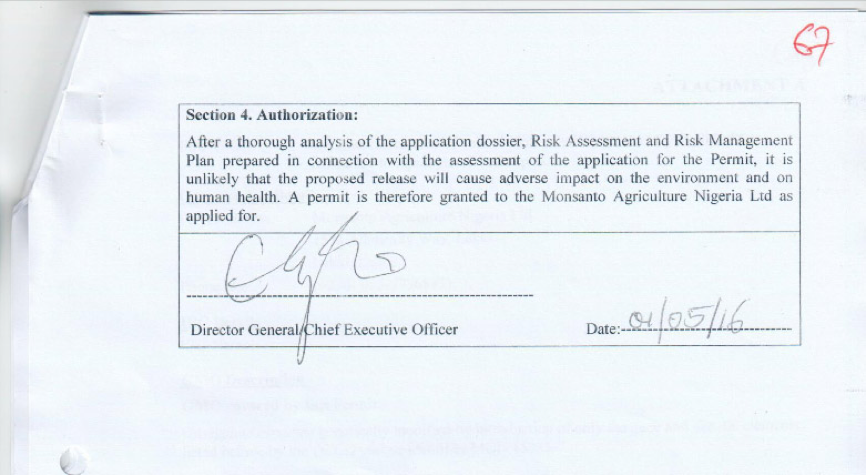 67
ATTACHMENT A
Section 4. Authorization:
After a thorough analysis of the application dossier, Risk Assessment and Risk Management
Plan prepared in connection with the assessment of the application for the Permit, it is
unlikely that the proposed release will cause adverse impact on the environment and on
human health. A permit is therefore granted to the Monsanto Agriculture Nigeria Ltd as
applied for.
Director General/Chief Executive Officer
Date: 01/05/16